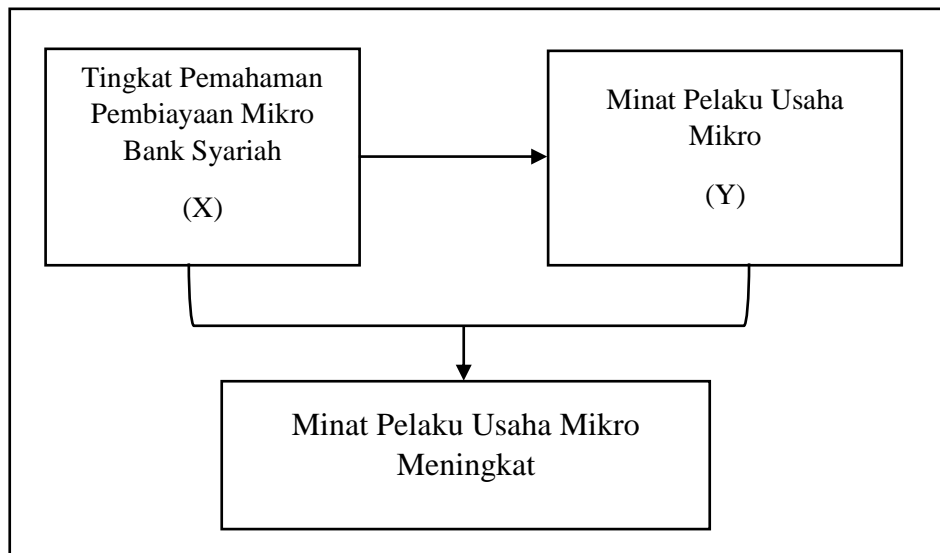 Tingkat Pemahaman
Pembiayaan Mikro
Bank Syariah
(X)
Minat Pelaku Usaha
Mikro
(Y)
Minat Pelaku Usaha Mikro
Meningkat